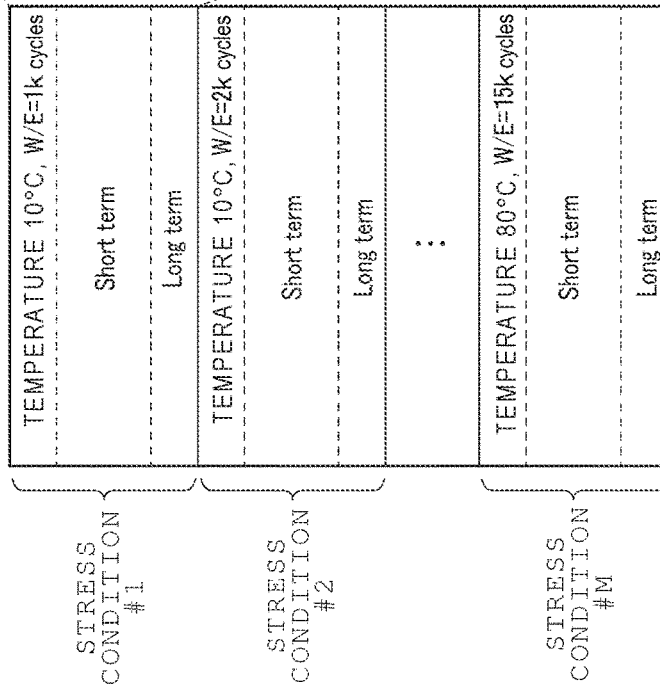 STRESS
CONDITION
#1
TEMPERATURE 10°C, W/E=1k cycles
Short term
Long term
STRESS
CONDITION
#2
TEMPERATURE 10°C, W/E=2k cycles
Short term
Long term
...
STRESS
CONDITION
#M
TEMPERATURE 80°C, W/E=15k cycles
Short term
Long term